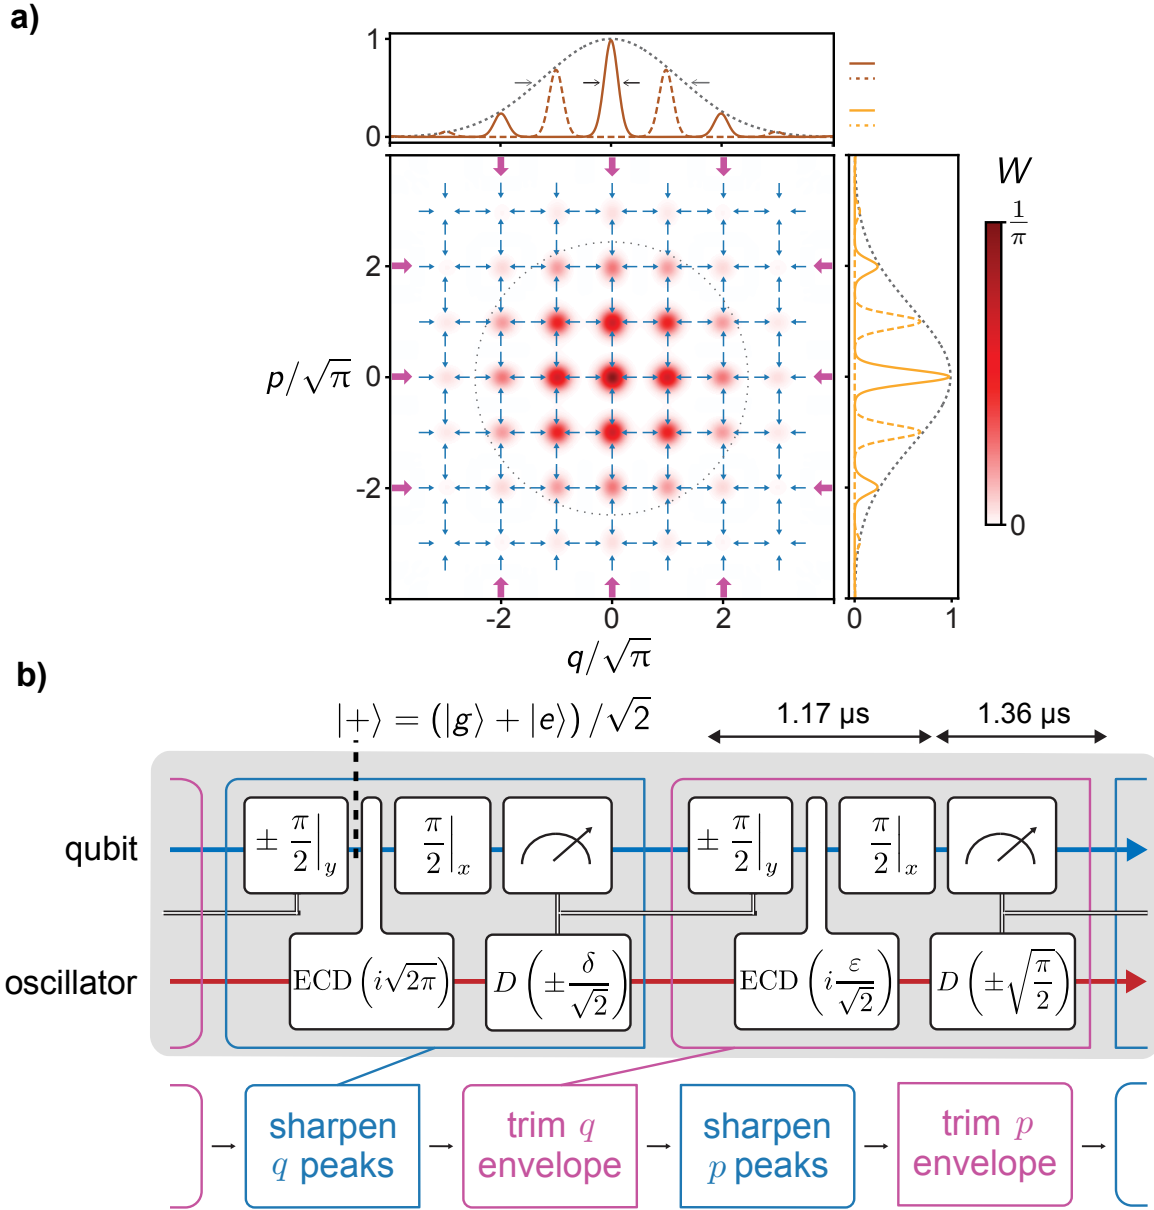 a)
1
0
W
1/π
0
2
0
-2
p/√π
-2
0
2
0
1
q/√π
b)
|+⟩ = (|g⟩ + |e⟩) /√2
1.17 µs
1.36 µs
qubit
± π/2|y
π/2|x
± π/2|y
π/2|x
oscillator
ECD (i√2π)
D (± δ/√2)
ECD (i ε/√2)
D (±√π/2)
sharpen
q peaks
trim q
envelope
sharpen
p peaks
trim p
envelope